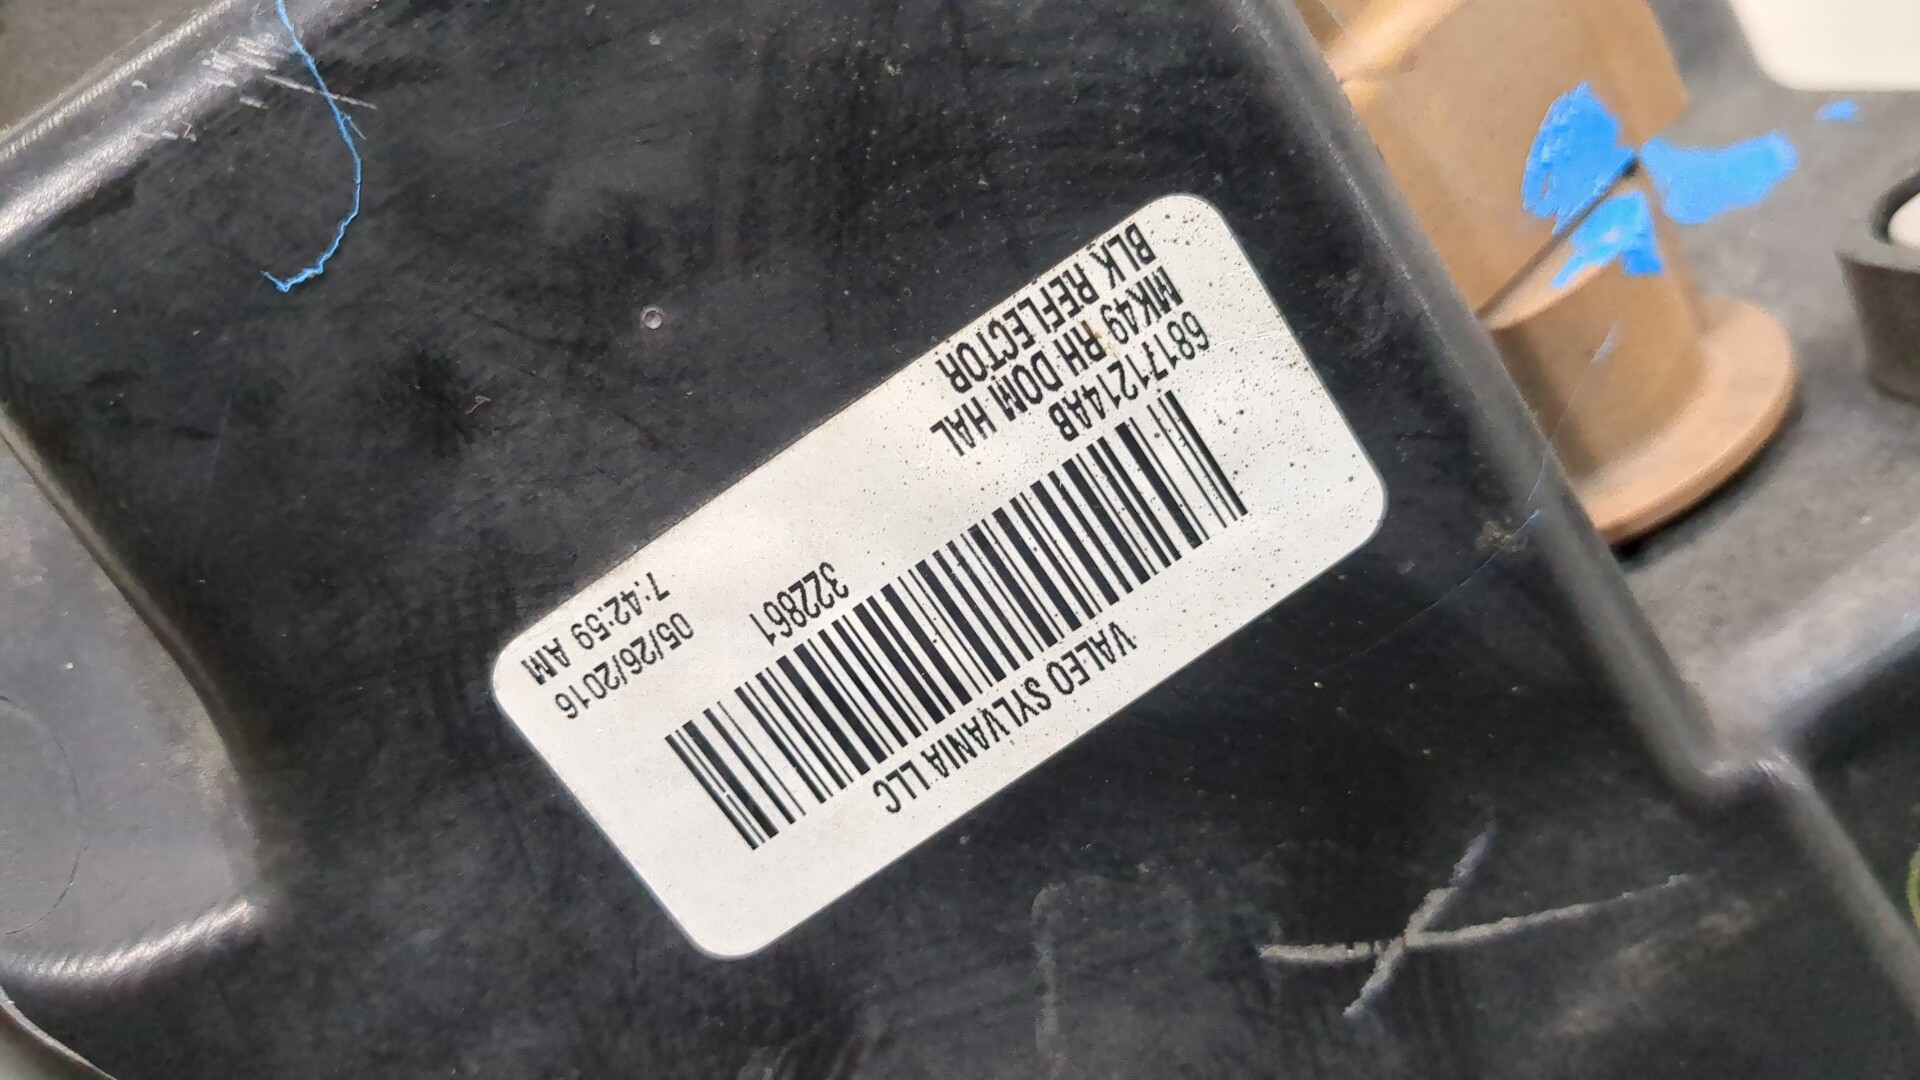 VALEO SYLVANIA LLC
68171214AB
322861
MK49 RH DOM HAL
05/26/2016
BLK REFLECTOR
7:42:59 AM